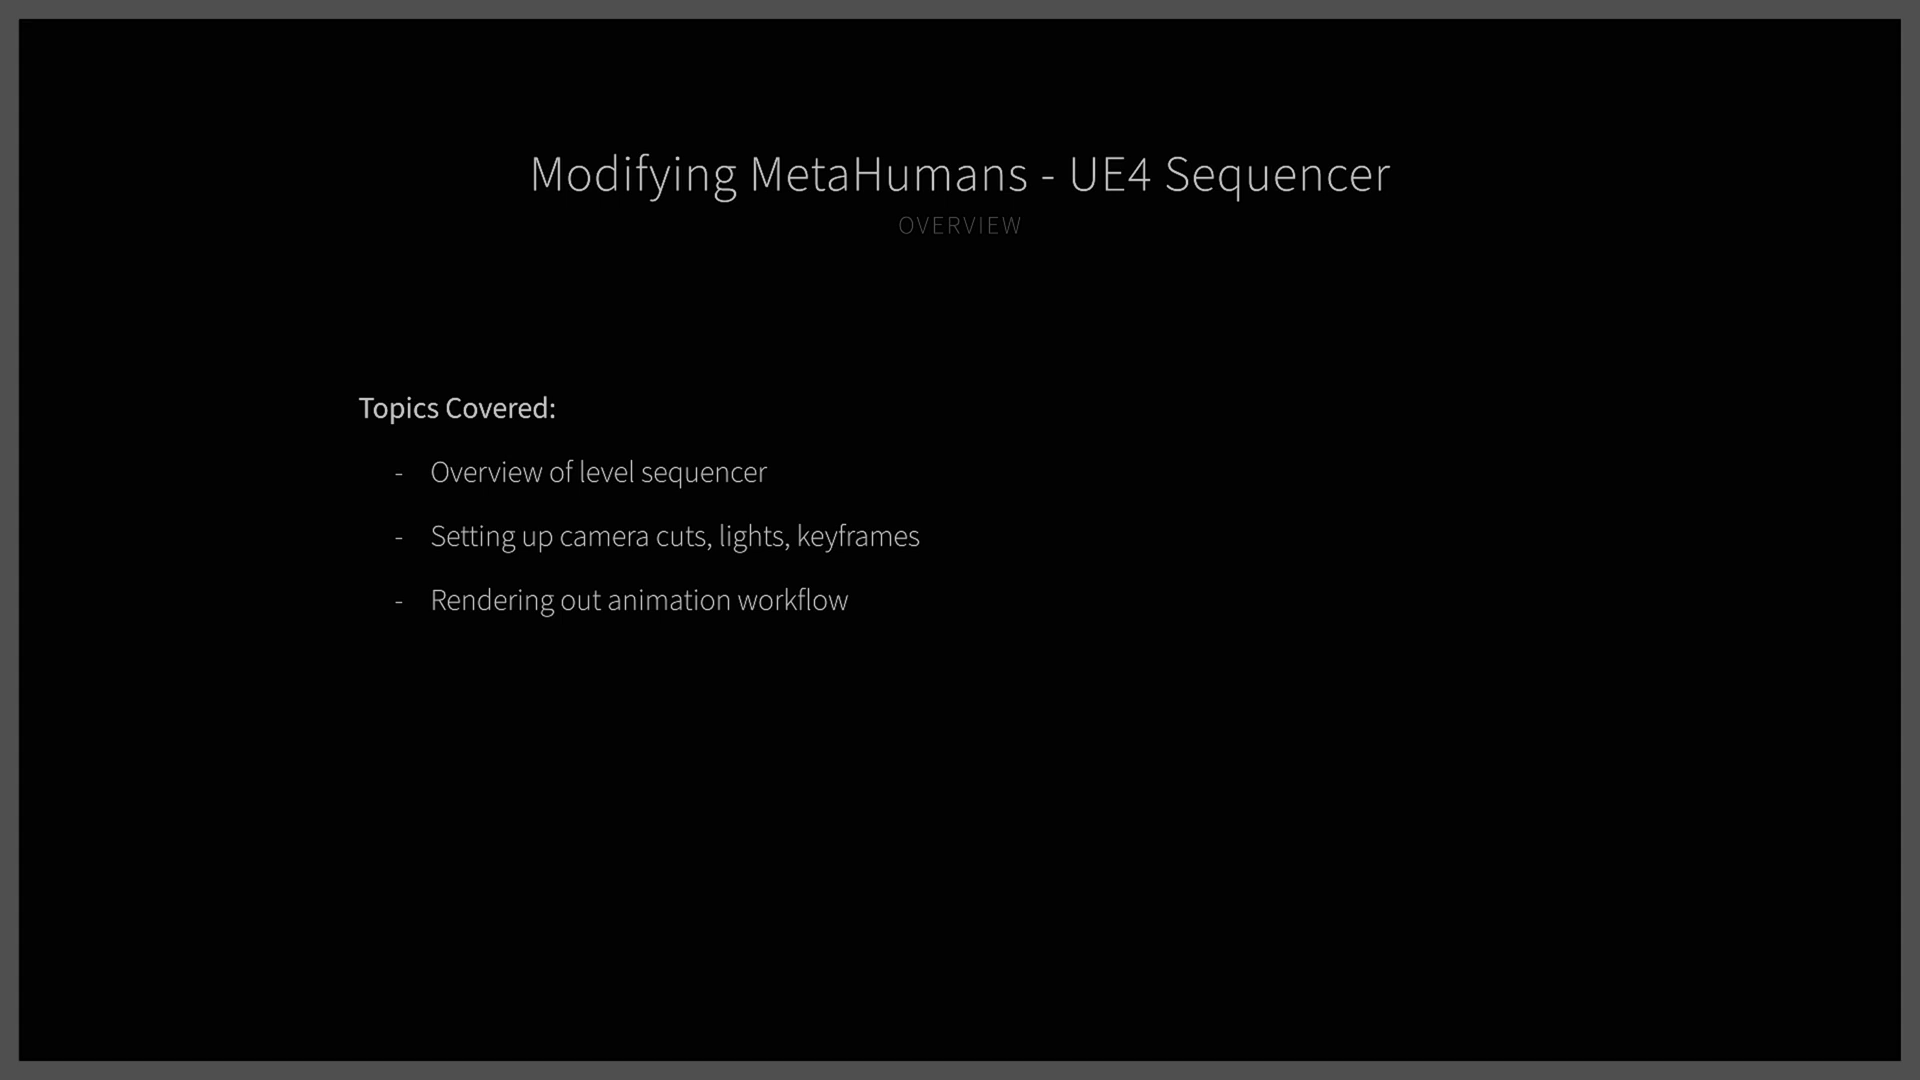 Modifying MetaHumans - UE4 Sequencer
OVERVIEW
Topics Covered:
- Overview of level sequencer
- Setting up camera cuts, lights, keyframes
- Rendering out animation workflow